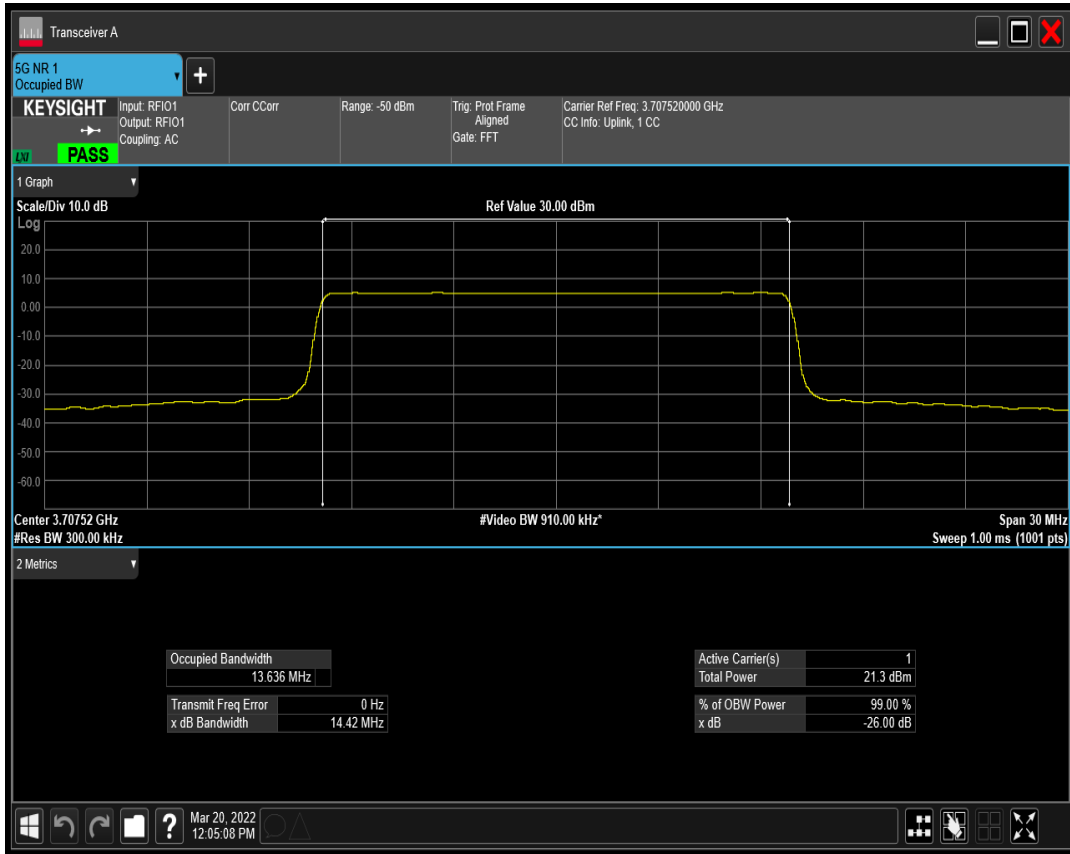 Transceiver A
5G NR 1
Occupied BW
+
KEYSIGHT
Input: RFIO1
Output: RFIO1
Coupling: AC
Corr CCorr
Range: -50 dBm
Trig: Prot Frame
Aligned
Gate: FFT
Carrier Ref Freq: 3.707520000 GHz
CC Info: Uplink, 1 CC
LXI
PASS
1 Graph
Scale/Div 10.0 dB
Ref Value 30.00 dBm
Log
20.0
10.0
0.00
-10.0
-20.0
-30.0
-40.0
-50.0
-60.0
Center 3.70752 GHz
#Video BW 910.00 kHz*
Span 30 MHz
#Res BW 300.00 kHz
Sweep 1.00 ms (1001 pts)
2 Metrics
Occupied Bandwidth
13.636 MHz
Transmit Freq Error 0 Hz
x dB Bandwidth 14.42 MHz
Active Carrier(s) 1
Total Power 21.3 dBm
% of OBW Power 99.00 %
x dB -26.00 dB
?
Mar 20, 2022
12:05:08 PM